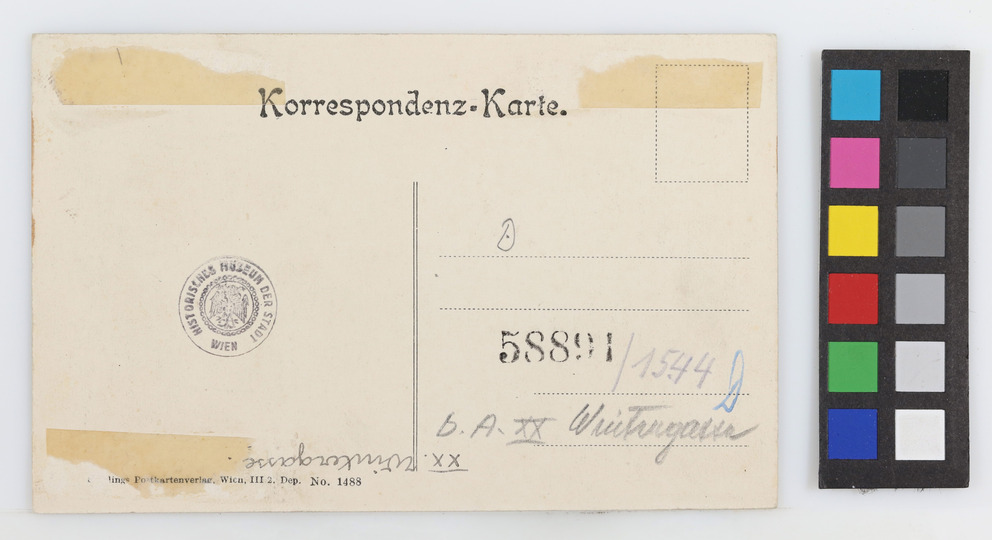 Korrespondenz-Karte.
D
HISTORISCHES MUSEUM DER STADT
WIEN
58891/1544 D
b. A. XX Wintergasse
XX. Wintergasse.
lings Postkartenverlag, Wien, III 2. Dep. No. 1488